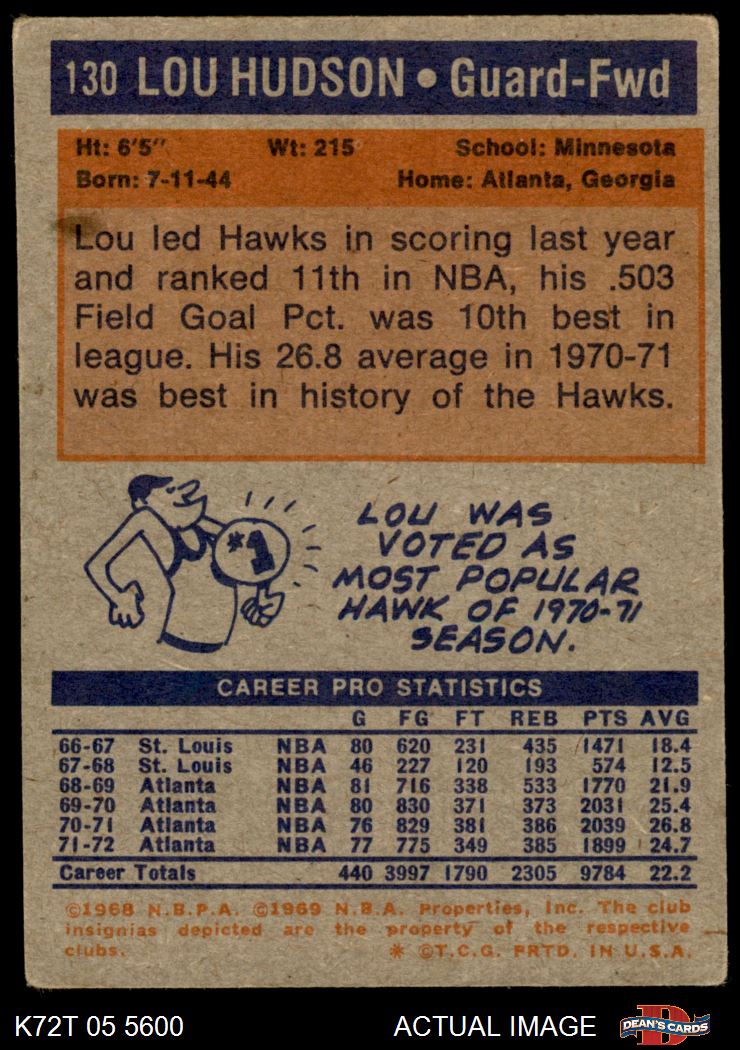 130 LOU HUDSON • Guard-Fwd
Ht: 6'5" Wt: 215 School: Minnesota
Born: 7-11-44 Home: Atlanta, Georgia
Lou led Hawks in scoring last year
and ranked 11th in NBA, his .503
Field Goal Pct. was 10th best in
league. His 26.8 average in 1970-71
was best in history of the Hawks.
#1
LOU WAS
VOTED AS
MOST POPULAR
HAWK OF 1970-71
SEASON.
CAREER PRO STATISTICS
G FG FT REB PTS AVG
66-67 St. Louis NBA 80 620 231 435 1471 18.4
67-68 St. Louis NBA 46 227 120 193 574 12.5
68-69 Atlanta NBA 81 716 338 533 1770 21.9
69-70 Atlanta NBA 80 830 371 373 2031 25.4
70-71 Atlanta NBA 76 829 381 386 2039 26.8
71-72 Atlanta NBA 77 775 349 385 1899 24.7
Career Totals 440 3997 1790 2305 9784 22.2
©1968 N.B.P.A. ©1969 N.B.A. Properties, Inc. The club
insignias depicted are the property of the respective
clubs. * ©T.C.G. PRTD. IN U.S.A.
K72T 05 5600 ACTUAL IMAGE D DEAN'S CARDS